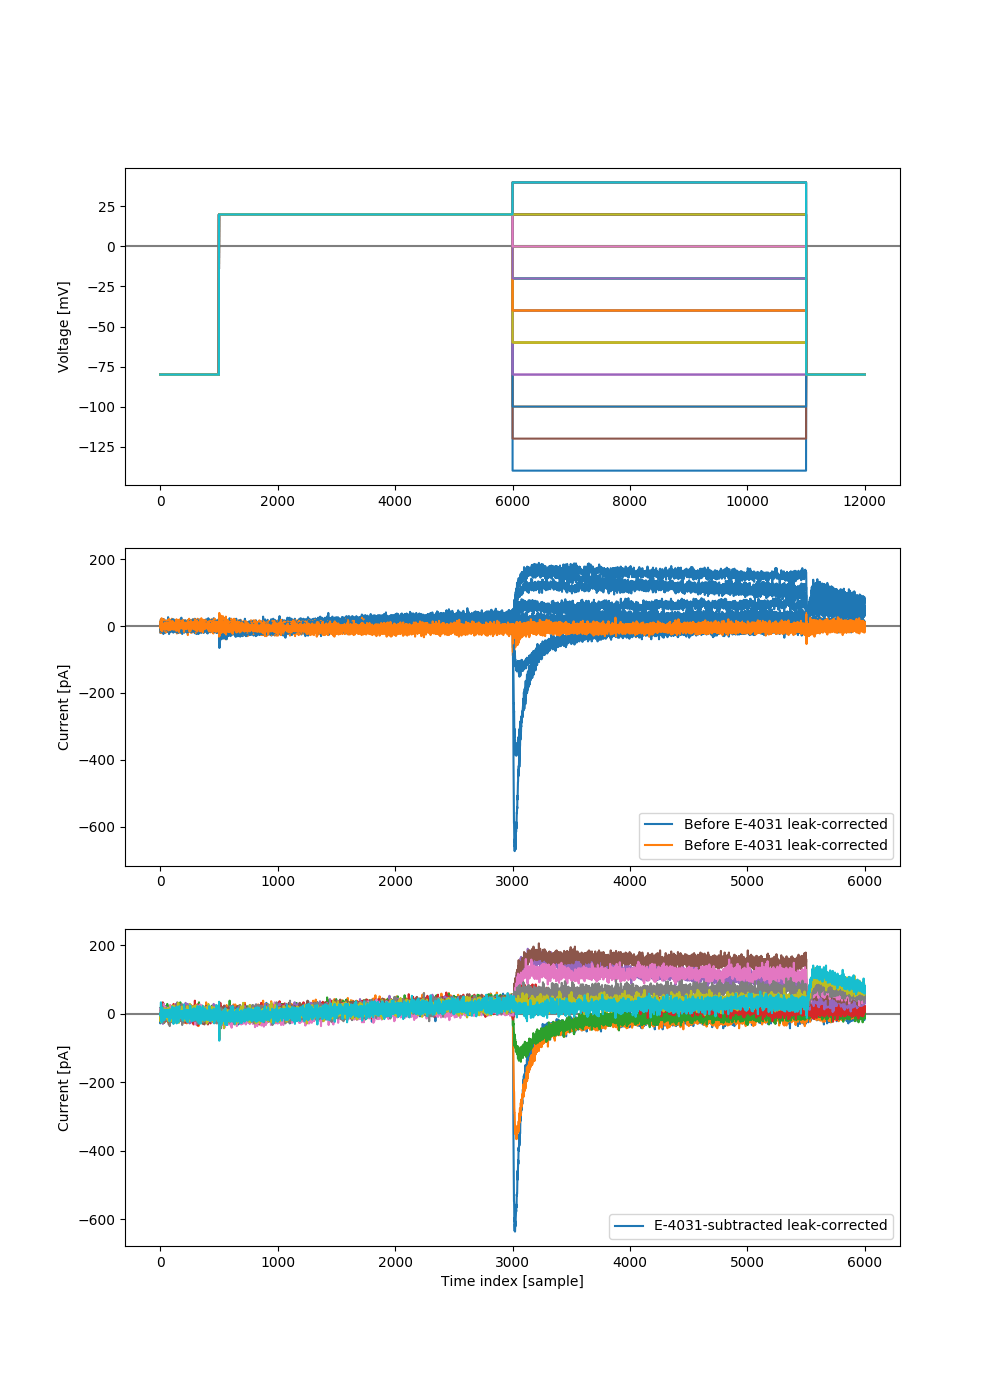 25
0
−25
−50
−75
−100
−125
Voltage [mV]
0 2000 4000 6000 8000 10000 12000
200
0
−200
−400
−600
Current [pA]
Before E-4031 leak-corrected
Before E-4031 leak-corrected
0 1000 2000 3000 4000 5000 6000
200
0
−200
−400
−600
Current [pA]
E-4031-subtracted leak-corrected
0 1000 2000 3000 4000 5000 6000
Time index [sample]